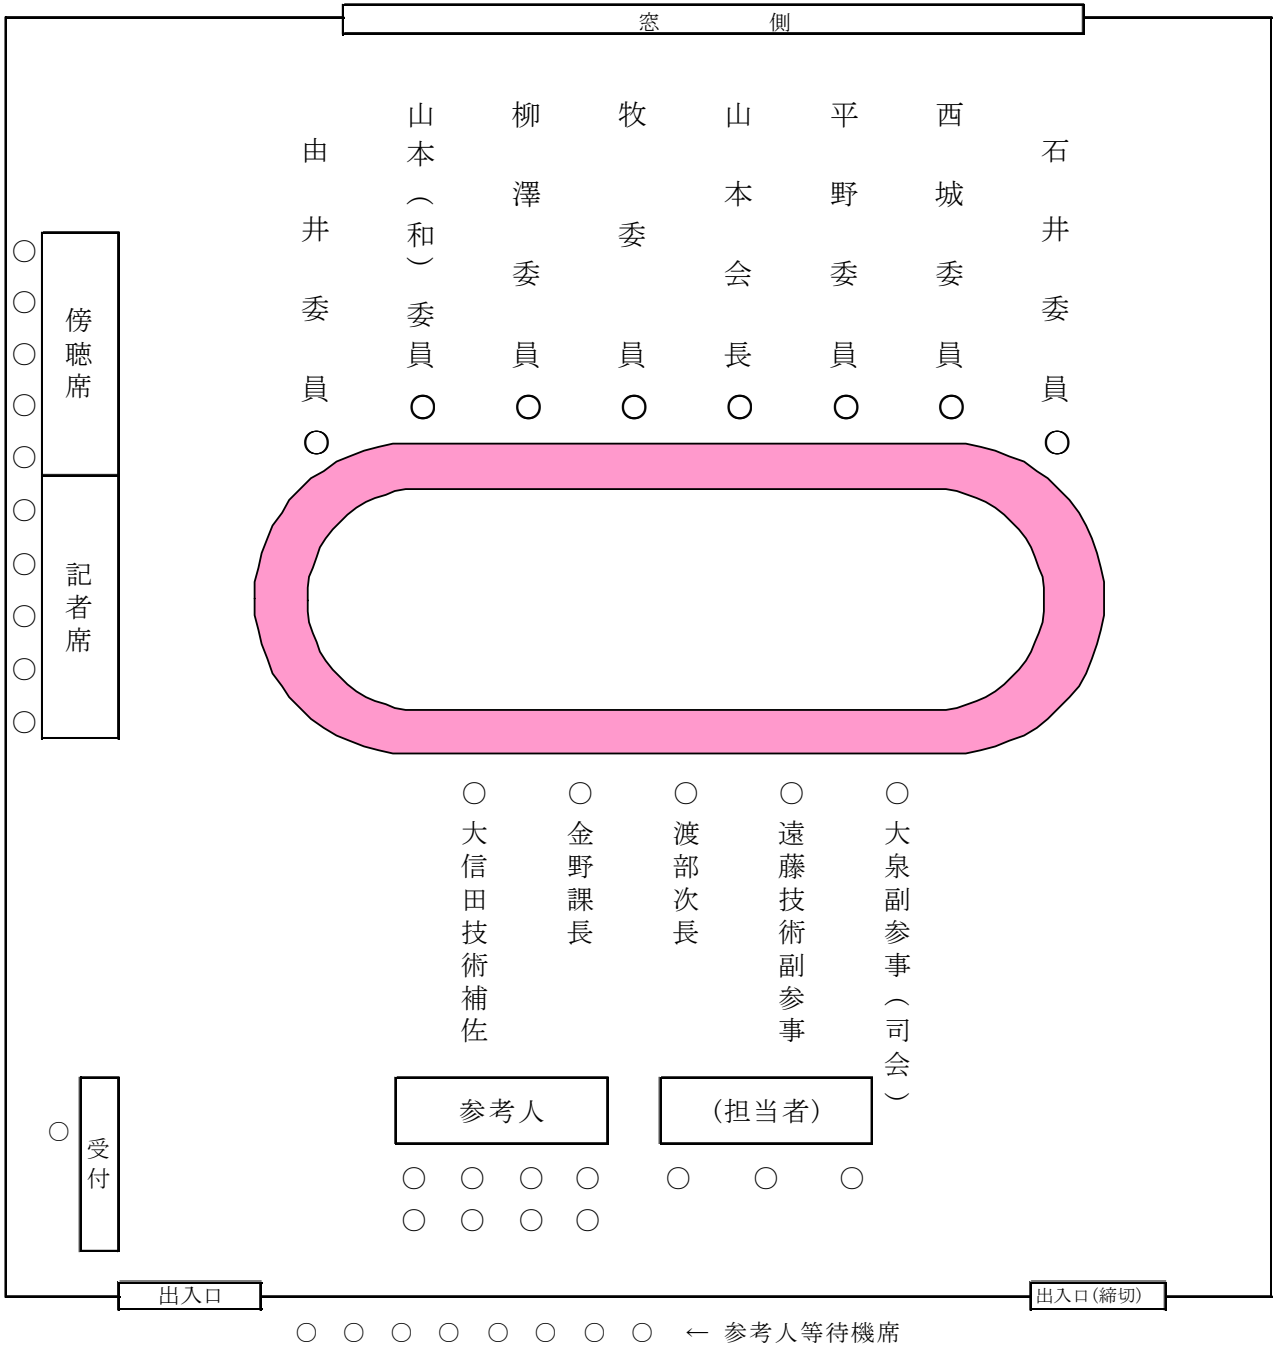 窓側
由井委員
山本（和）委員
柳澤委員
牧委員
山本会長
平野委員
西城委員
石井委員
傍聴席
記者席
大信田技術補佐
金野課長
渡部次長
遠藤技術副参事
大泉副参事（司会）
参考人
(担当者)
受付
出入口
出入口(締切)
← 参考人等待機席